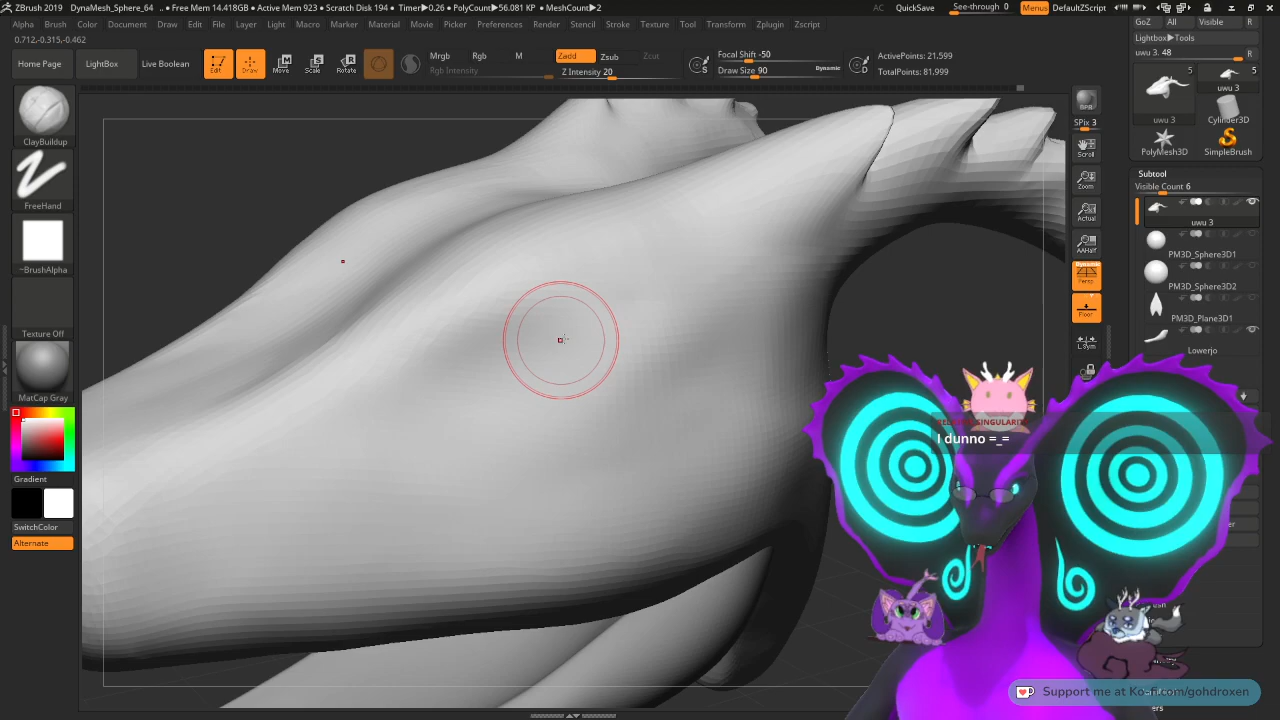 ZBrush 2019 DynaMesh_Sphere_64 .. • Free Mem 14.418GB • Active Mem 923 • Scratch Disk 194 • Timer▶0.26 • PolyCount▶56.081 KP • MeshCount▶2 AC QuickSave See-through 0 Menus DefaultZScript
Alpha Brush Color Document Draw Edit File Layer Light Macro Marker Material Movie Picker Preferences Render Stencil Stroke Texture Tool Transform Zplugin Zscript
0.712,-0.315,-0.462
GoZ All Visible R
Lightbox▶Tools
uwu 3. 48 R
Home Page LightBox Live Boolean Edit Draw Move Scale Rotate
Mrgb Rgb M Zadd Zsub Zcut
Rgb Intensity Z Intensity 20
S Focal Shift -50
Draw Size 90 Dynamic
D ActivePoints: 21,599
TotalPoints: 81,999
5 5
uwu 3
uwu 3 Cylinder3D
PolyMesh3D SimpleBrush
ClayBuildup
FreeHand
~BrushAlpha
Texture Off
MatCap Gray
Gradient
SwitchColor
Alternate
BPR
SPix 3
Scroll
Zoom
Actual
AAHalf
Dynamic
Persp
Floor
L.Sym
Subtool
Visible Count 6
uwu 3
PM3D_Sphere3D1
PM3D_Sphere3D2
PM3D_Plane3D1
Lowerjo
I dunno =_=
Support me at Ko-fi.com/gohdroxen